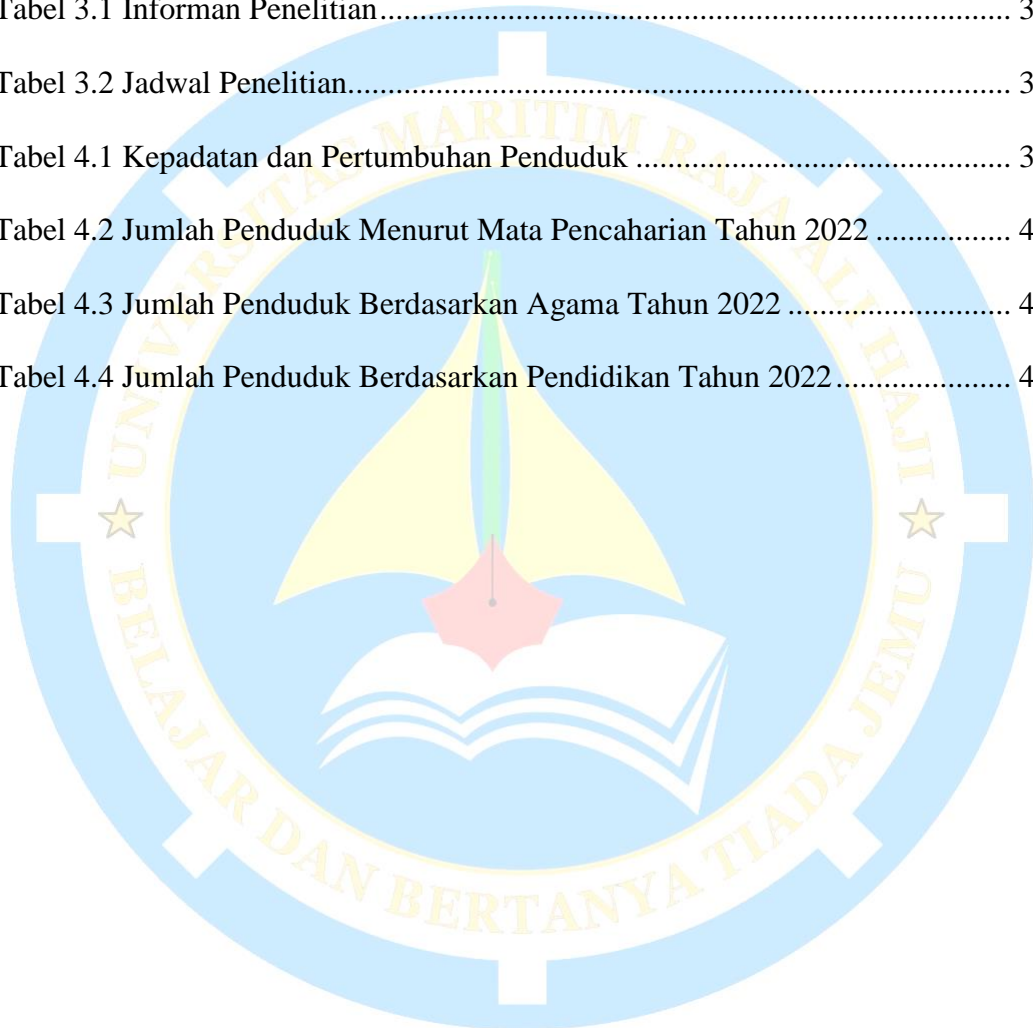 Tabel 3.1 Informan Penelitian.......................................................................... 3
Tabel 3.2 Jadwal Penelitian.............................................................................. 3
Tabel 4.1 Kepadatan dan Pertumbuhan Penduduk ............................................ 3
Tabel 4.2 Jumlah Penduduk Menurut Mata Pencaharian Tahun 2022 ................ 4
Tabel 4.3 Jumlah Penduduk Berdasarkan Agama Tahun 2022 .......................... 4
Tabel 4.4 Jumlah Penduduk Berdasarkan Pendidikan Tahun 2022..................... 4
UNIVERSITAS MARITIM RAJA ALI HAJI
BELAJAR DAN BERTANYA TIADA JEMU